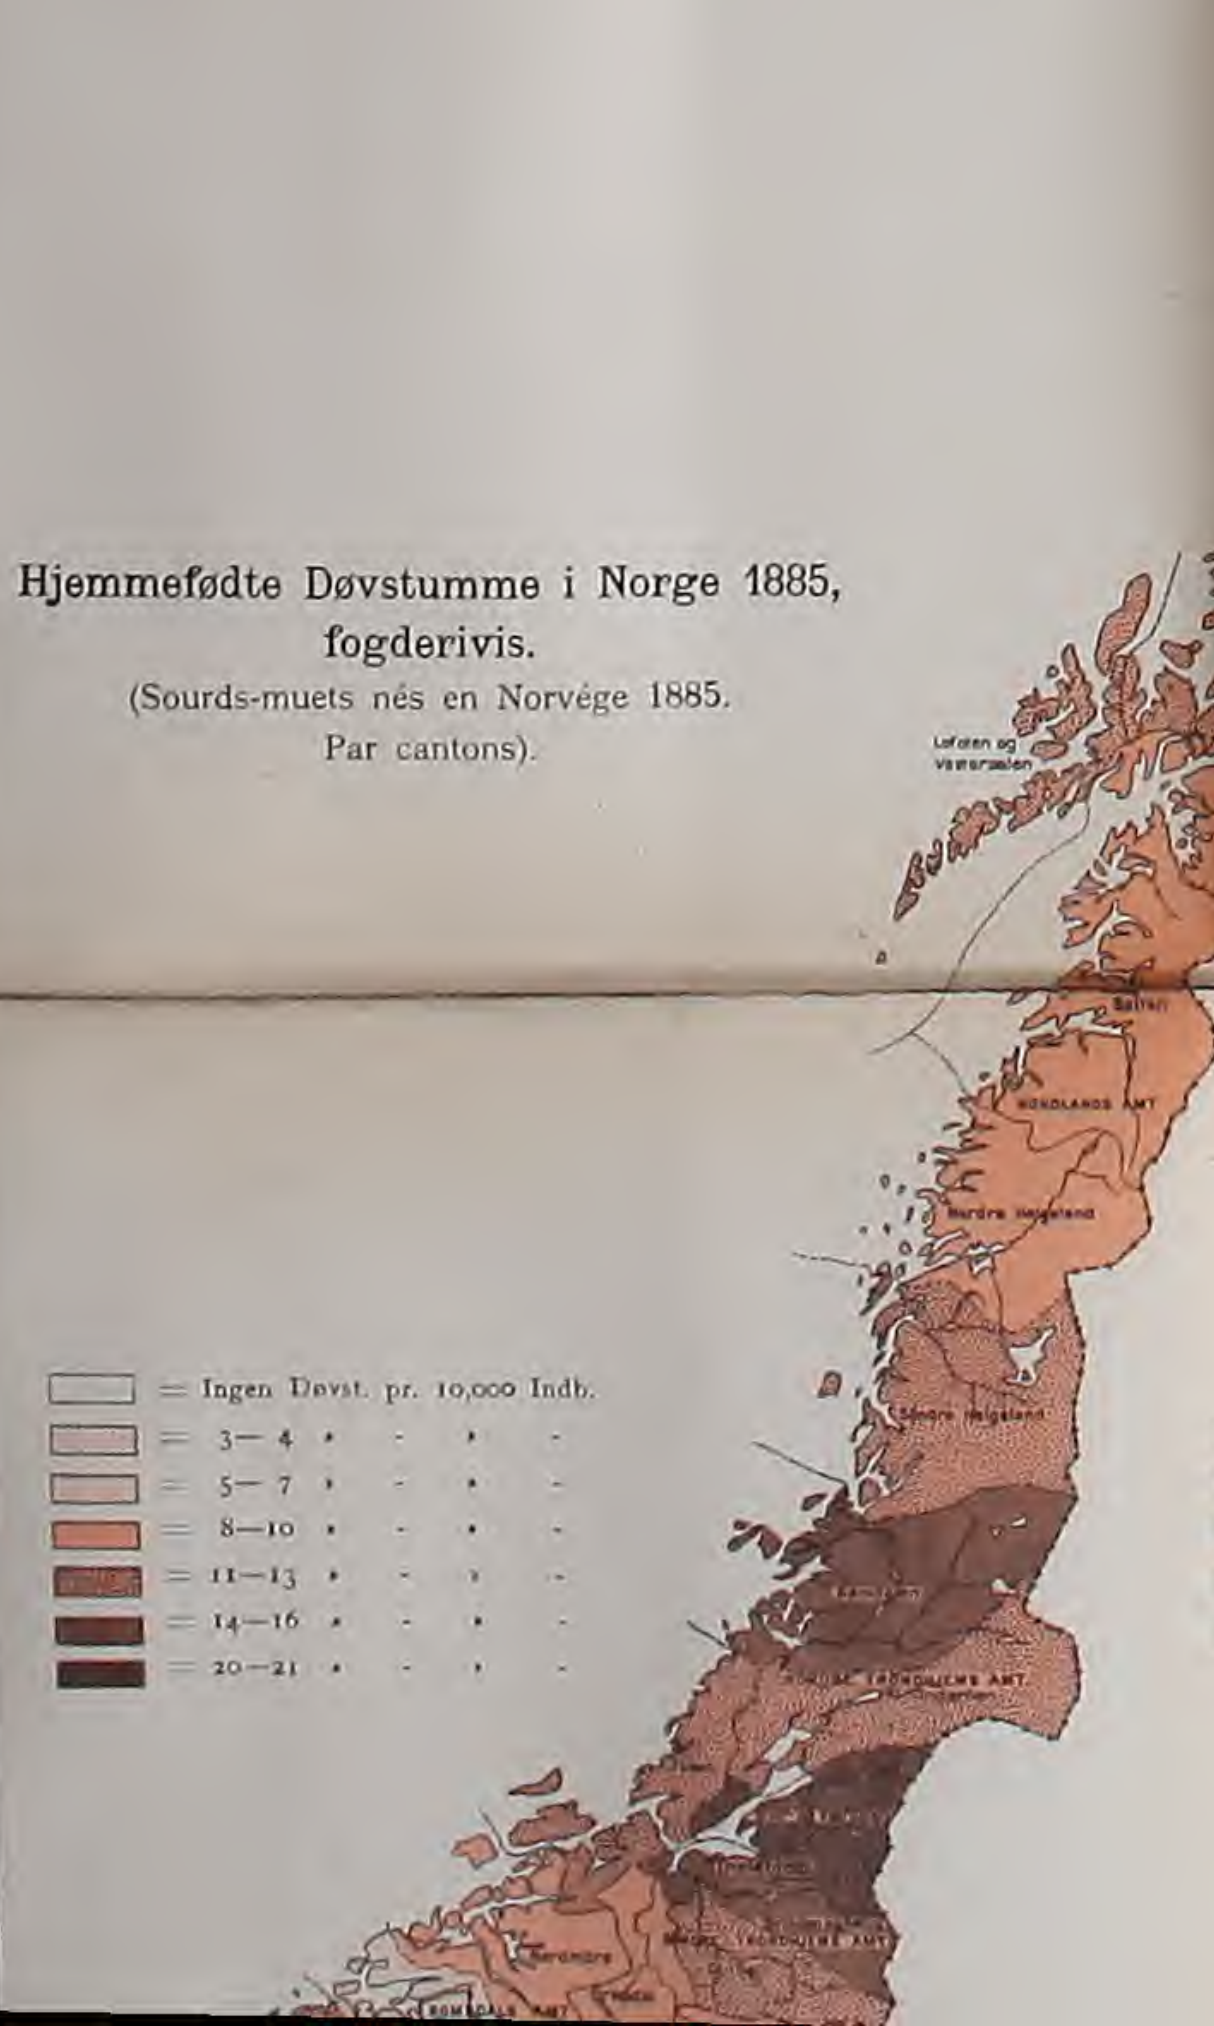 Hjemmefødte Døvstumme i Norge 1885,
fogderivis.
(Sourds-muets nés en Norvége 1885.
Par cantons).
Lofoten og
Vesteraalen
Salten
NORDLANDS AMT
Nordre Helgeland
= Ingen Døvst. pr. 10,000 Indb.
= 3— 4 " - " -
= 5— 7 " - " -
= 8—10 " - " -
= 11—13 " - " -
= 14—16 " - " -
= 20—21 " - " -
Søndre Helgeland
Namdalen
NORDRE TRONDHJEMS AMT
SØNDRE TRONDHJEMS AMT
Nordmøre
ROMSDALS AMT